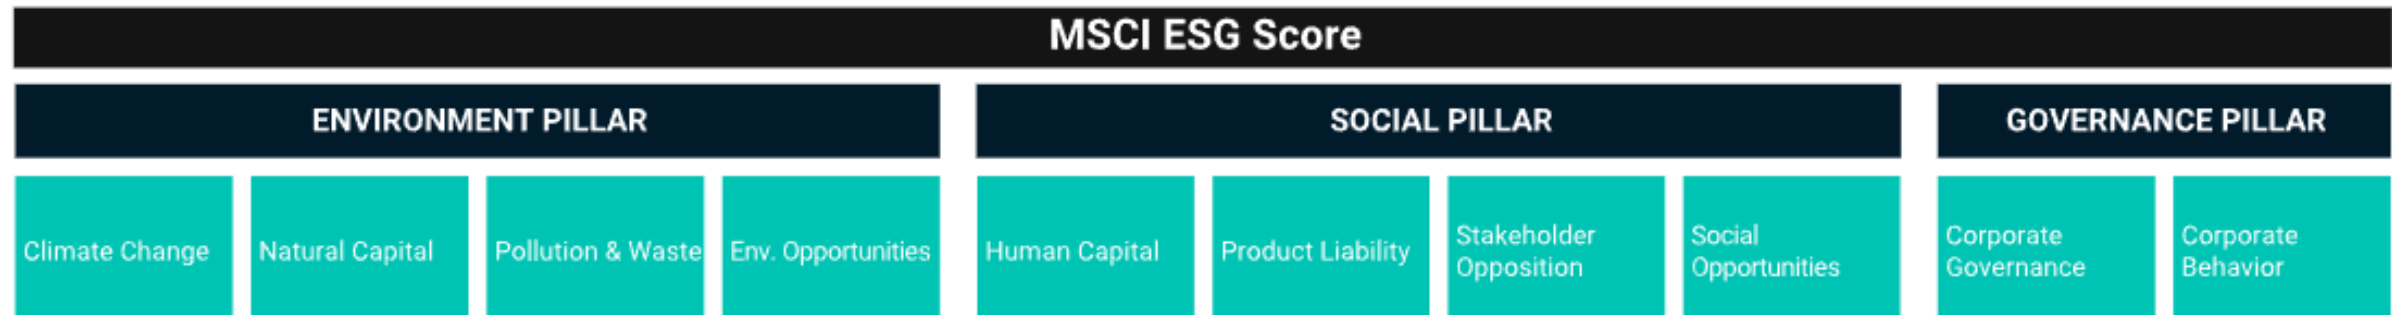 MSCI ESG Score
ENVIRONMENT PILLAR
SOCIAL PILLAR
GOVERNANCE PILLAR
Climate Change
Natural Capital
Pollution & Waste
Env. Opportunities
Human Capital
Product Liability
Stakeholder
Opposition
Social
Opportunities
Corporate
Governance
Corporate
Behavior